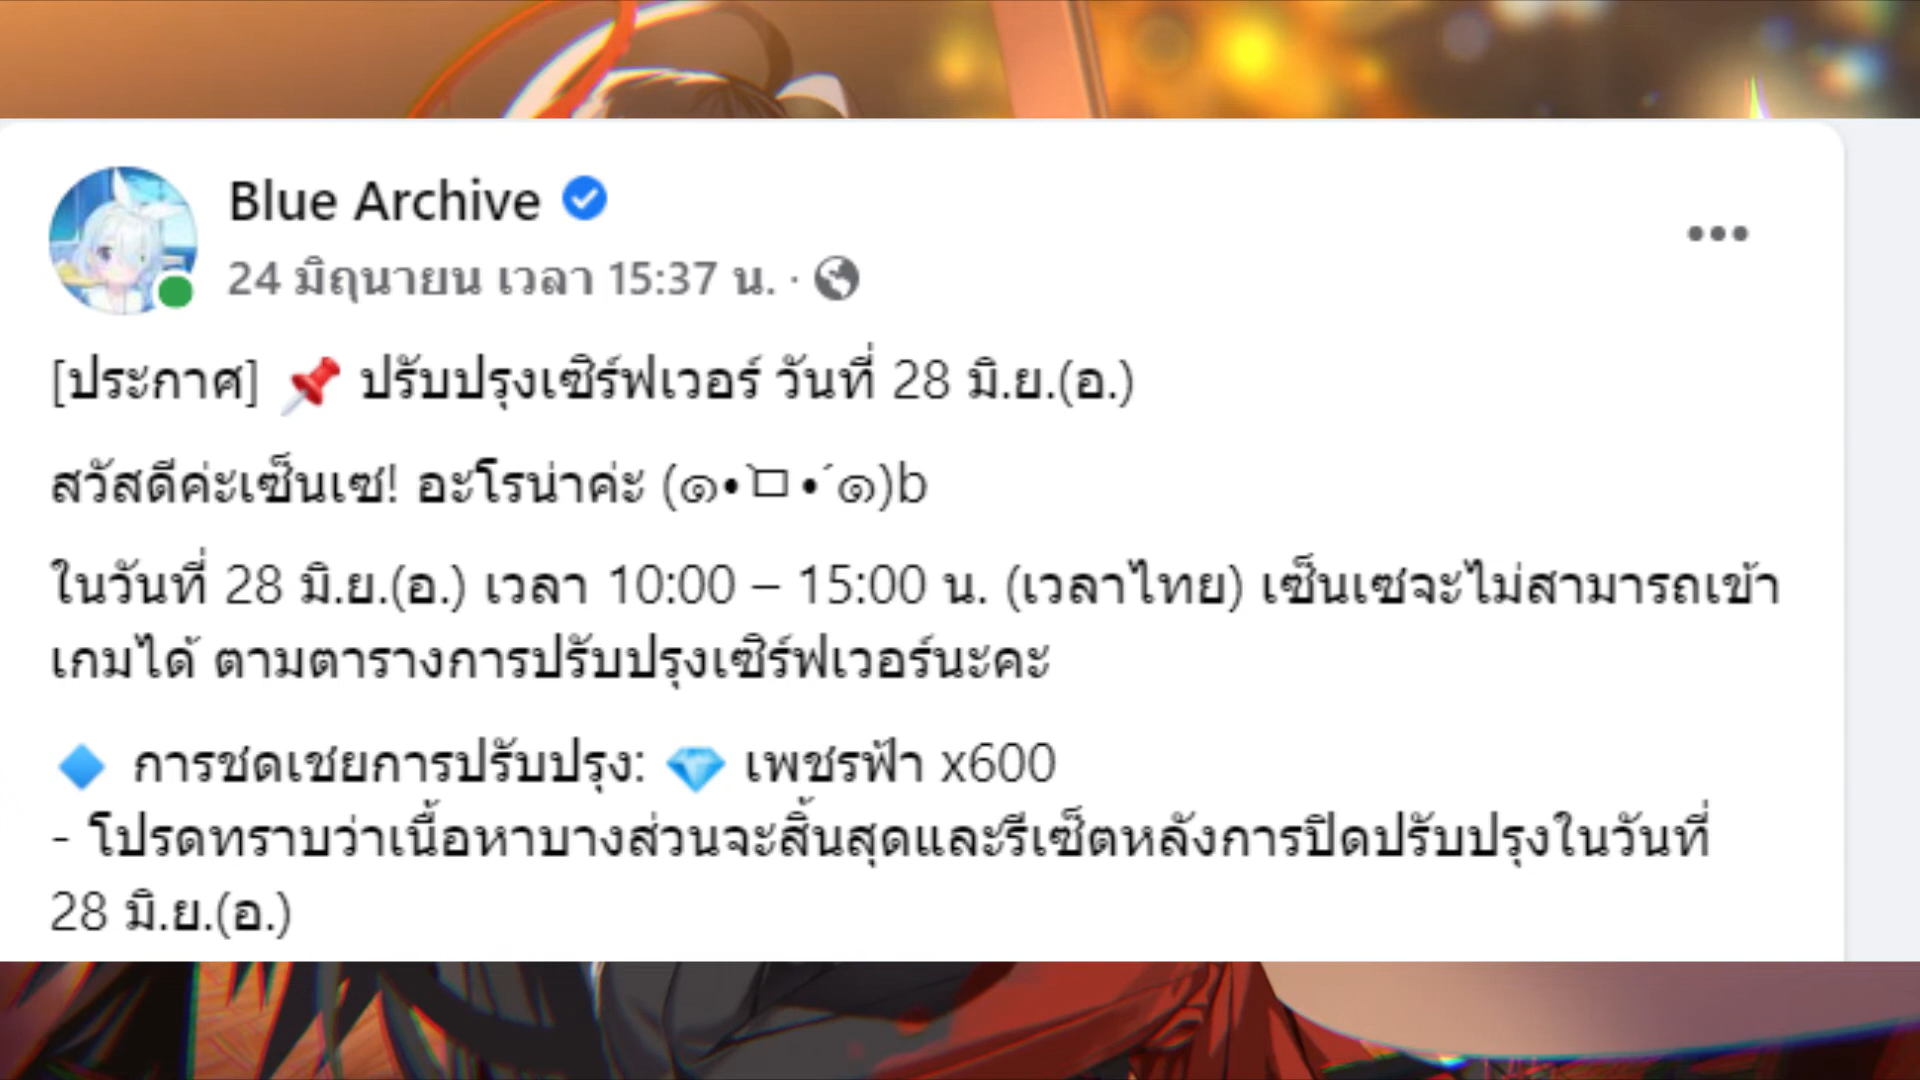 Blue Archive
24 มิถุนายน เวลา 15:37 น. ·
[ประกาศ] 📌 ปรับปรุงเซิร์ฟเวอร์ วันที่ 28 มิ.ย.(อ.)
สวัสดีค่ะเซ็นเซ! อะโรน่าค่ะ (๑•̀ㅁ•́๑)b
ในวันที่ 28 มิ.ย.(อ.) เวลา 10:00 – 15:00 น. (เวลาไทย) เซ็นเซจะไม่สามารถเข้า
เกมได้ ตามตารางการปรับปรุงเซิร์ฟเวอร์นะคะ
🔹 การชดเชยการปรับปรุง: 💎 เพชรฟ้า x600
- โปรดทราบว่าเนื้อหาบางส่วนจะสิ้นสุดและรีเซ็ตหลังการปิดปรับปรุงในวันที่
28 มิ.ย.(อ.)